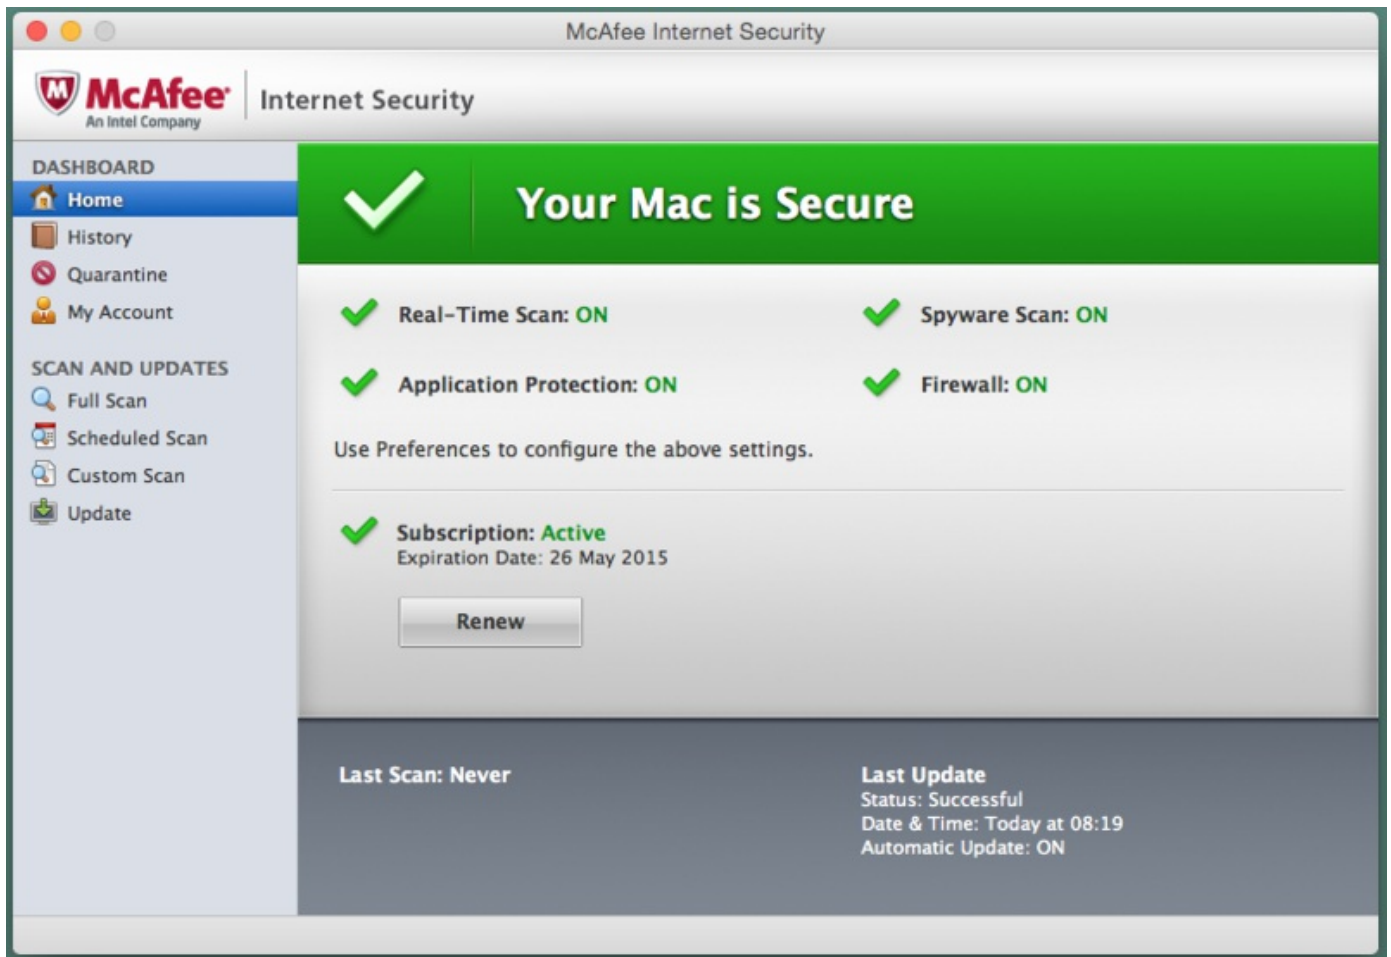 McAfee Internet Security
McAfee
An Intel Company
Internet Security
DASHBOARD
Home
History
Quarantine
My Account
SCAN AND UPDATES
Full Scan
Scheduled Scan
Custom Scan
Update
Your Mac is Secure
Real-Time Scan: ON
Spyware Scan: ON
Application Protection: ON
Firewall: ON
Use Preferences to configure the above settings.
Subscription: Active
Expiration Date: 26 May 2015
Renew
Last Scan: Never
Last Update
Status: Successful
Date & Time: Today at 08:19
Automatic Update: ON